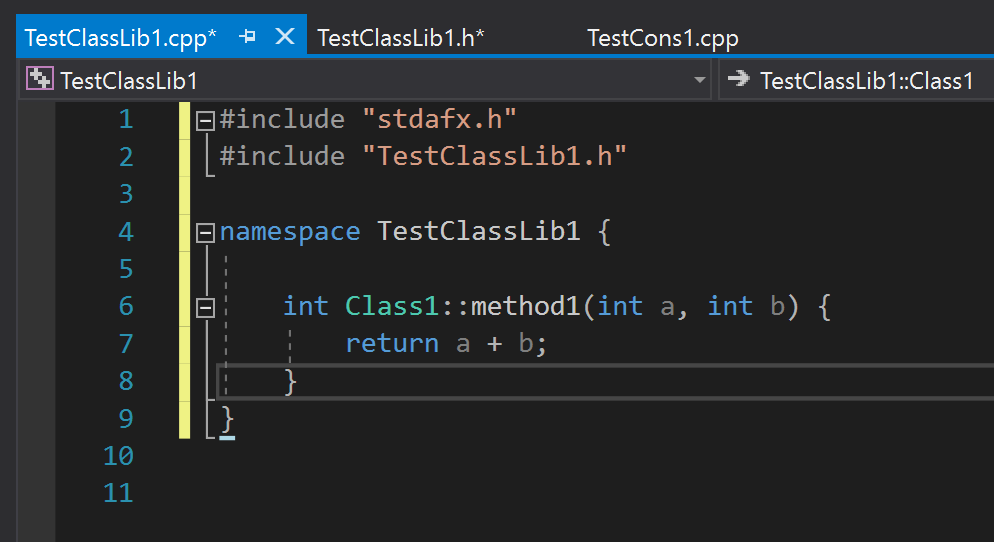 TestClassLib1.cpp* TestClassLib1.h* TestCons1.cpp
TestClassLib1 TestClassLib1::Class1
1 #include "stdafx.h"
2 #include "TestClassLib1.h"
3
4 namespace TestClassLib1 {
5
6 int Class1::method1(int a, int b) {
7 return a + b;
8 }
9 }
10
11